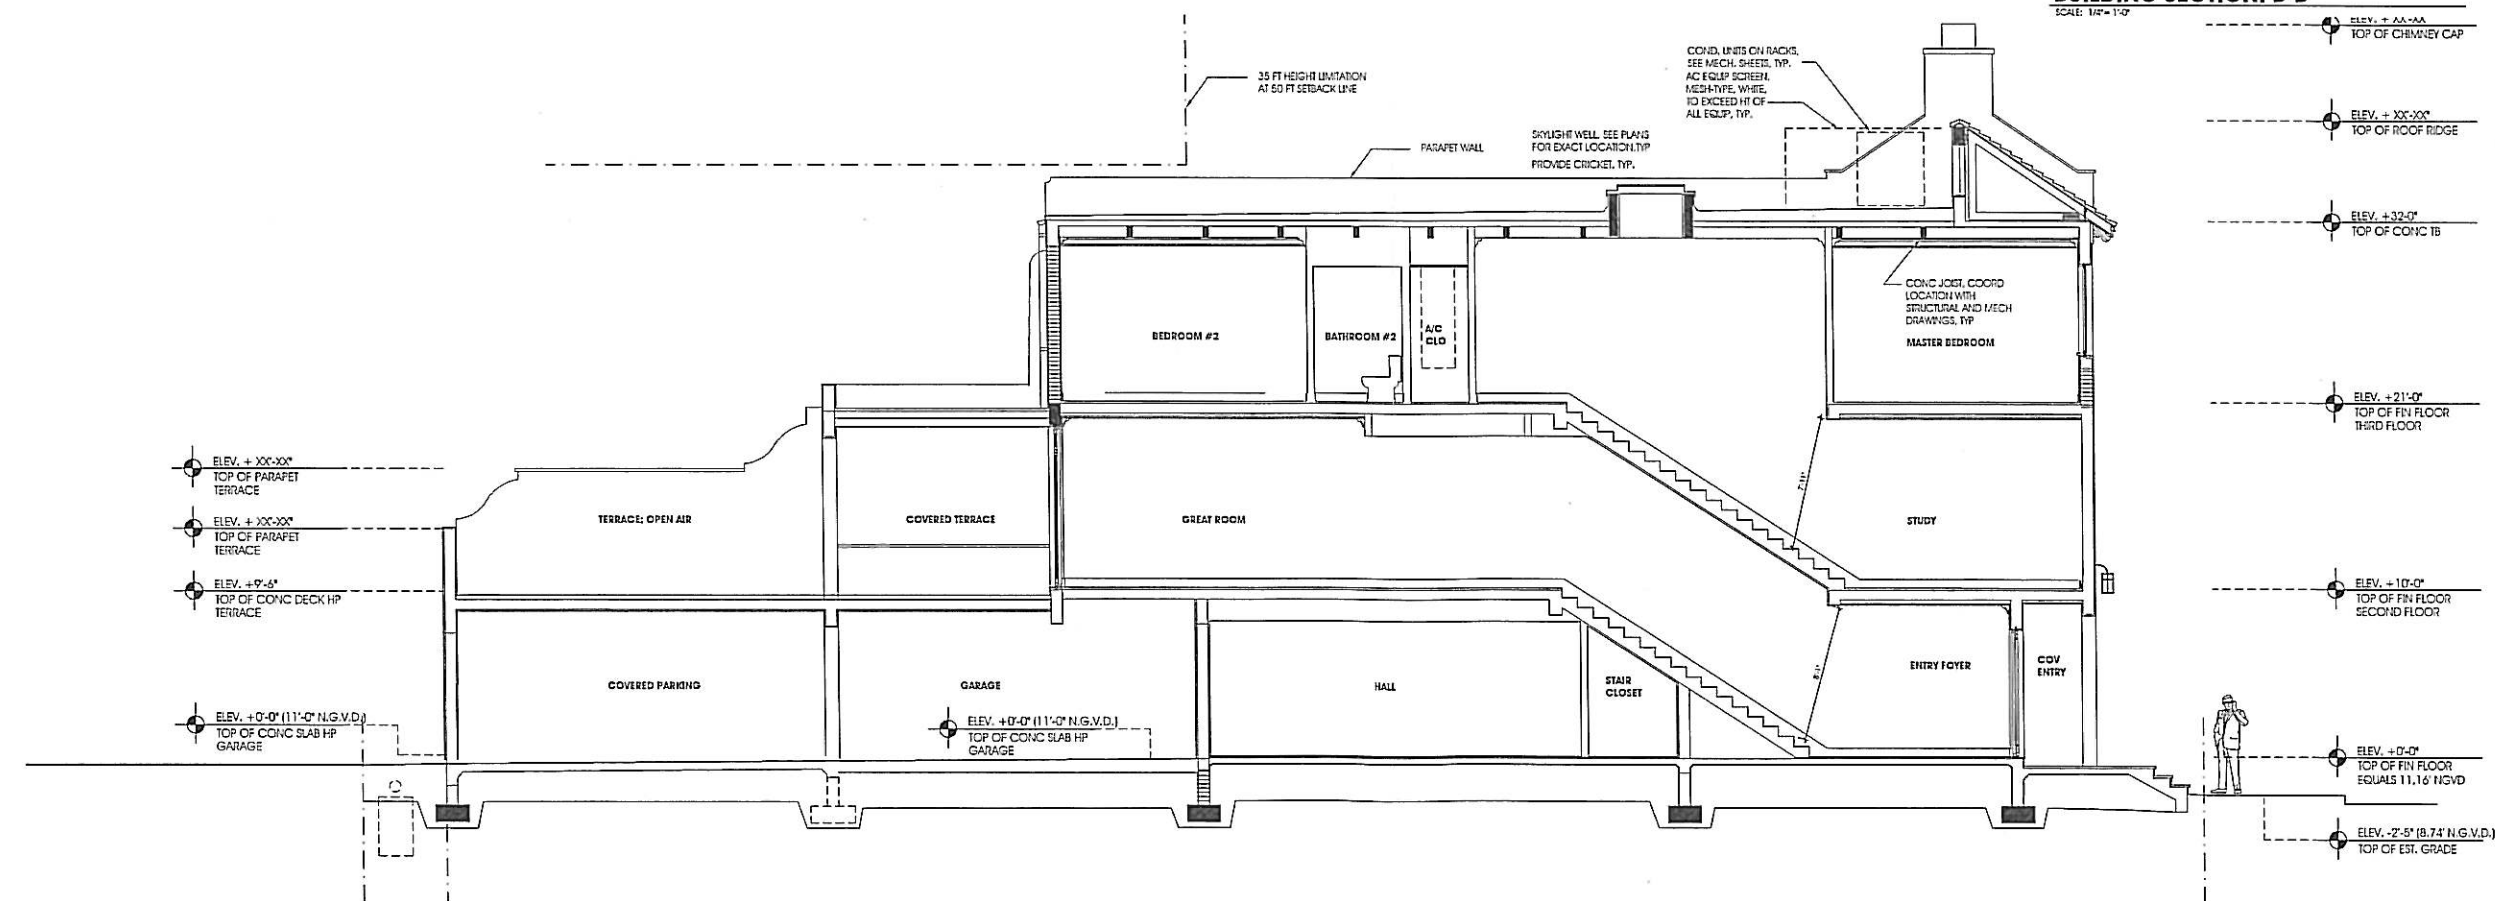 SCALE: 1/4"= 1'-0"
ELEV. + XX-XX
TOP OF CHIMNEY CAP
COND. UNITS ON RACKS,
SEE MECH. SHEETS, TYP.
AC EQUIP SCREEN,
MESH-TYPE, WHITE,
TO EXCEED HT OF
ALL EQUIP, TYP.
35 FT HEIGHT LIMITATION
AT 50 FT SETBACK LINE
PARAPET WALL
SKYLIGHT WELL, SEE PLANS
FOR EXACT LOCATION, TYP
PROVIDE CRICKET, TYP.
ELEV. + XX'-XX"
TOP OF ROOF RIDGE
ELEV. +32-0"
TOP OF CONC TB
CONC JOIST, COORD
LOCATION WITH
STRUCTURAL AND MECH
DRAWINGS, TYP
BEDROOM #2
BATHROOM #2
A/C
CLO
MASTER BEDROOM
ELEV. +21'-0"
TOP OF FIN FLOOR
THIRD FLOOR
ELEV. + XX'-XX"
TOP OF PARAPET
TERRACE
ELEV. + XX'-XX"
TOP OF PARAPET
TERRACE
ELEV. +9'-6"
TOP OF CONC DECK HP
TERRACE
TERRACE; OPEN AIR
COVERED TERRACE
GREAT ROOM
7'-11"
STUDY
ELEV. +10'-0"
TOP OF FIN FLOOR
SECOND FLOOR
COVERED PARKING
GARAGE
HALL
STAIR
CLOSET
ENTRY FOYER
COV
ENTRY
ELEV. +0'-0" (11'-0" N.G.V.D.)
TOP OF CONC SLAB HP
GARAGE
ELEV. +0'-0" (11'-0" N.G.V.D.)
TOP OF CONC SLAB HP
GARAGE
ELEV. +0'-0"
TOP OF FIN FLOOR
EQUALS 11.16' NGVD
ELEV. -2'-5" (8.74' N.G.V.D.)
TOP OF EST. GRADE